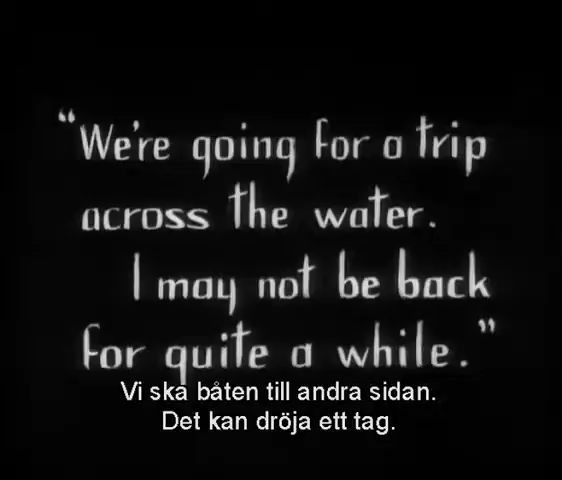 "We're going for a trip
across the water.
I may not be back
for quite a while."
Vi ska båten till andra sidan.
Det kan dröja ett tag.